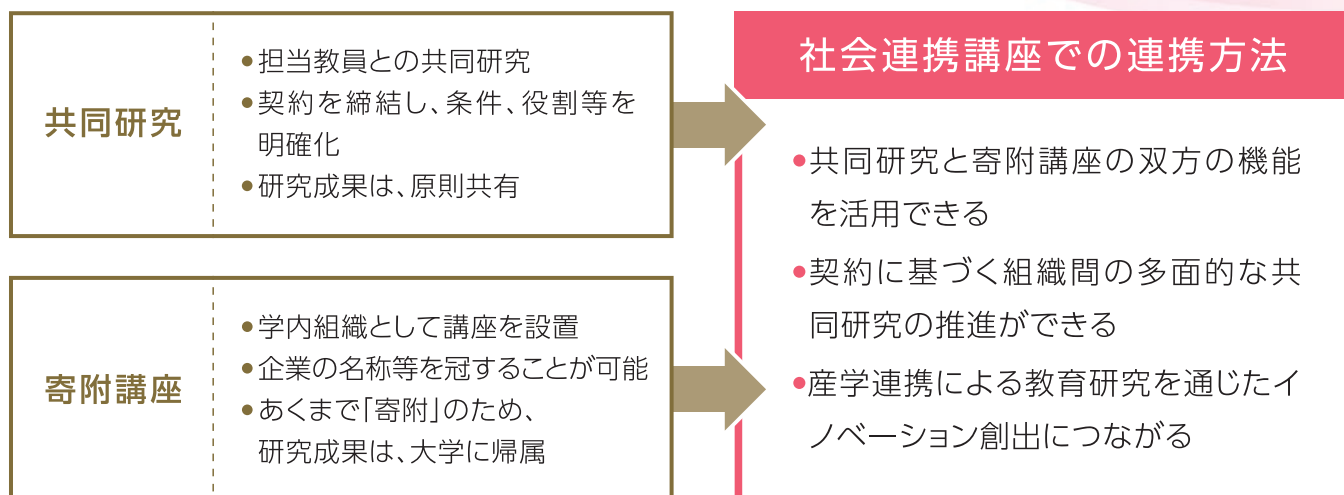 共同研究
●担当教員との共同研究
●契約を締結し、条件、役割等を
明確化
●研究成果は、原則共有
寄附講座
●学内組織として講座を設置
●企業の名称等を冠することが可能
●あくまで「寄附」のため、
研究成果は、大学に帰属
社会連携講座での連携方法
●共同研究と寄附講座の双方の機能
を活用できる
●契約に基づく組織間の多面的な共
同研究の推進ができる
●産学連携による教育研究を通じたイ
ノベーション創出につながる